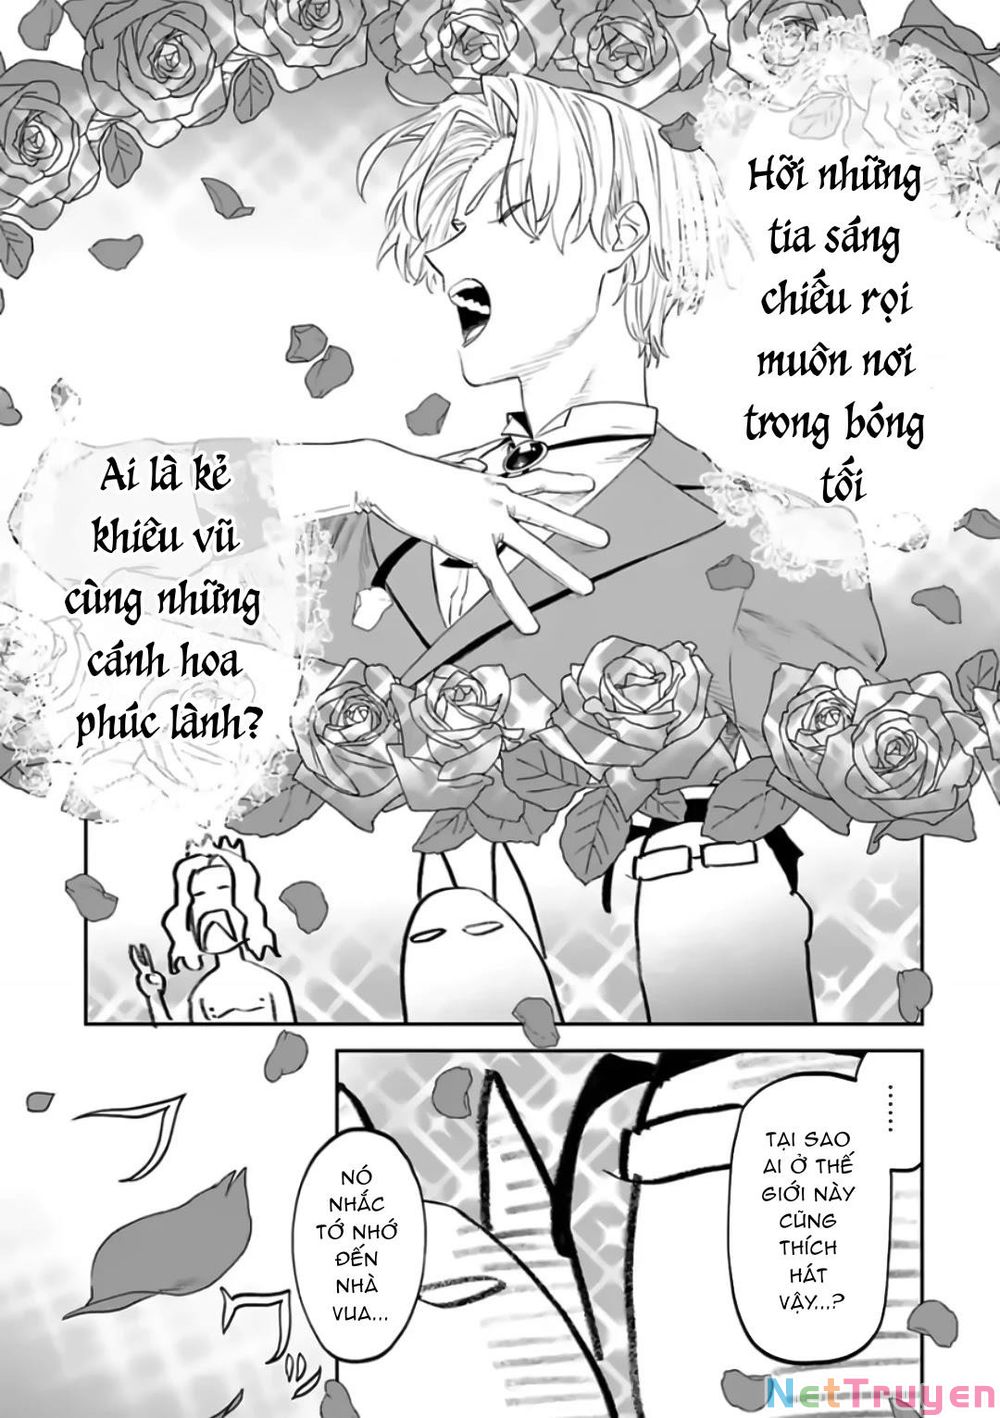 Hỡi những
tia sáng
chiếu rọi
muôn nơi
trong bóng
tối
Ai là kẻ
khiêu vũ
cùng những
cánh hoa
phúc lành?
......
TẠI SAO
AI Ở THẾ
GIỚI NÀY
CŨNG
THÍCH
HÁT
VẬY...?
NÓ
NHẮC
TỚ NHỚ
ĐẾN
NHÀ
VUA...
NetTruyen